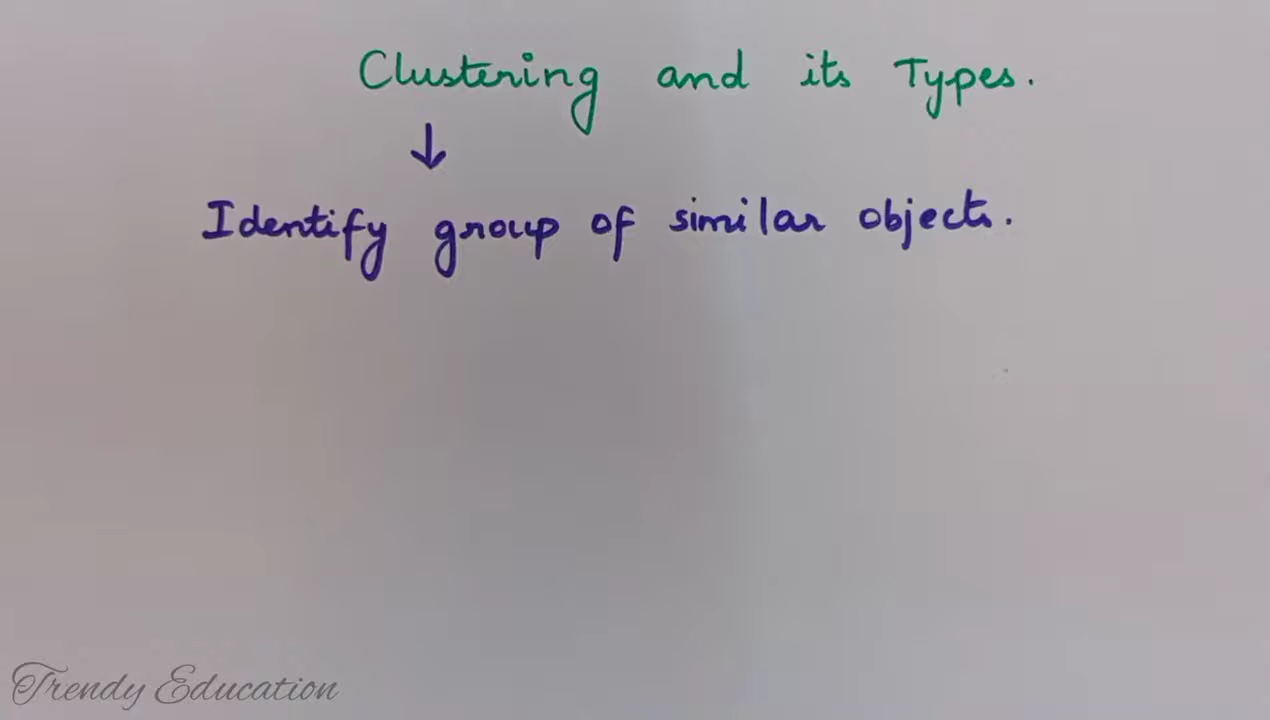 Clustering and its Types.
↓
Identify group of similar objects.
Trendy Education